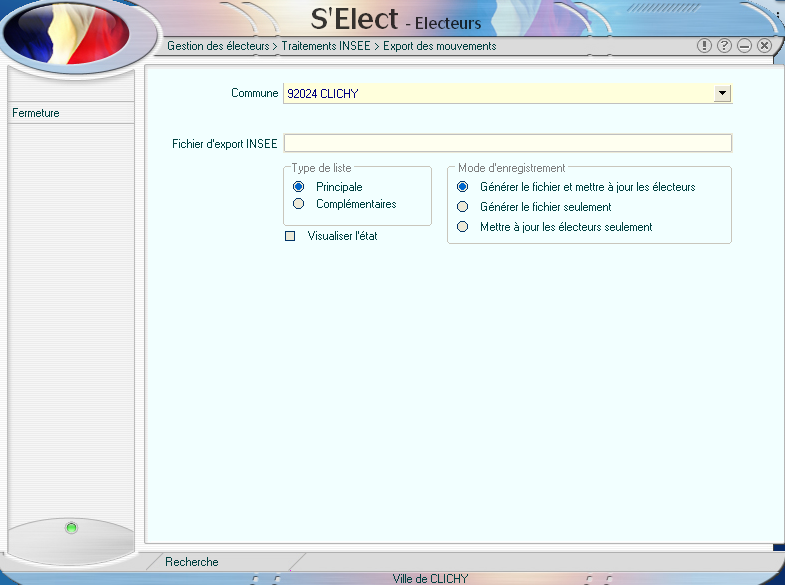 S'Elect - Electeurs
Gestion des électeurs > Traitements INSEE > Export des mouvements
Fermeture
Commune 92024 CLICHY
Fichier d'export INSEE
Type de liste
Principale
Complémentaires
Visualiser l'état
Mode d'enregistrement
Générer le fichier et mettre à jour les électeurs
Générer le fichier seulement
Mettre à jour les électeurs seulement
Recherche
Ville de CLICHY